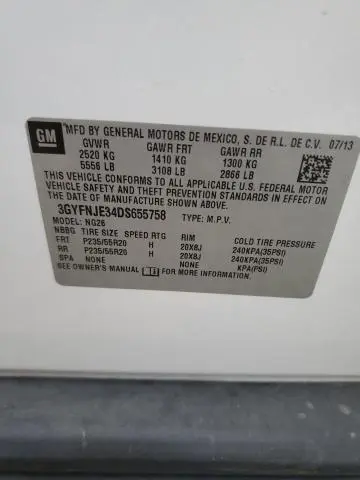 GM
MFD BY GENERAL MOTORS DE MEXICO, S. DE R.L. DE C.V. 07/13
GVWR GAWR FRT GAWR RR
2520 KG 1410 KG 1300 KG
5556 LB 3108 LB 2866 LB
THIS VEHICLE CONFORMS TO ALL APPLICABLE U.S. FEDERAL
MOTOR VEHICLE SAFETY, BUMPER, AND THEFT PREVENTION
STANDARDS IN EFFECT ON THE DATE OF MANUFACTURE SHOWN ABOVE.
3GYFNJE34DS655758 TYPE: M.P.V.
MODEL: NG26
NBBG TIRE SIZE SPEED RTG RIM COLD TIRE PRESSURE
FRT P235/55R20 H 20X8J 240KPA(35PSI)
RR P235/55R20 H 20X8J 240KPA(35PSI)
SPA NONE NONE KPA(PSI)
SEE OWNER'S MANUAL FOR MORE INFORMATION.